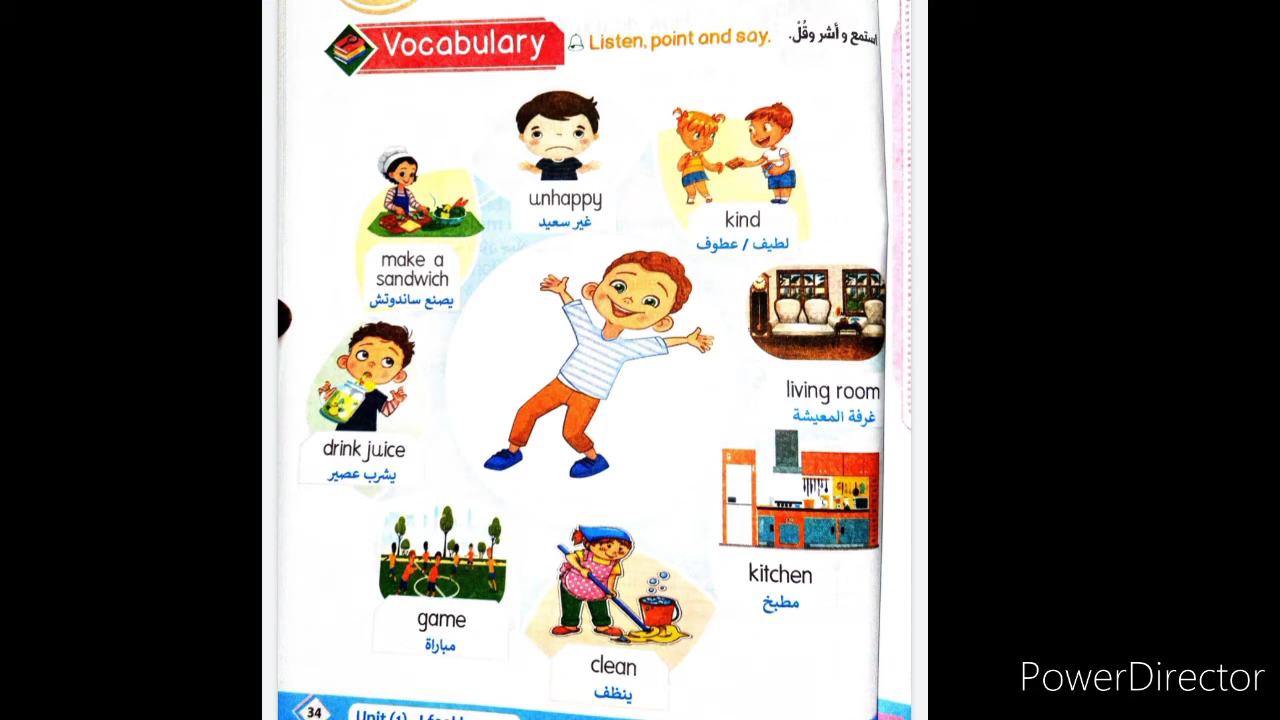 Vocabulary
Listen, point and say.
استمع و أشر وقُلْ.
unhappy
غير سعيد
kind
لطيف / عطوف
make a
sandwich
يصنع ساندوتش
living room
غرفة المعيشة
drink juice
يشرب عصير
kitchen
مطبخ
game
مباراة
clean
ينظف
34
Unit (1)
PowerDirector